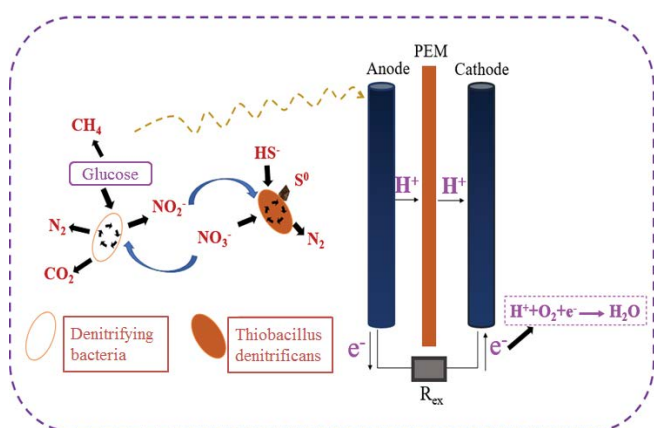 PEM
Anode
Cathode
CH₄
HS⁻
S⁰
Glucose
H⁺
H⁺
NO₂⁻
N₂
NO₃⁻
N₂
CO₂
H⁺+O₂+e⁻→H₂O
Denitrifying
bacteria
Thiobacillus
denitrificans
e⁻
e⁻
Rₑₓ